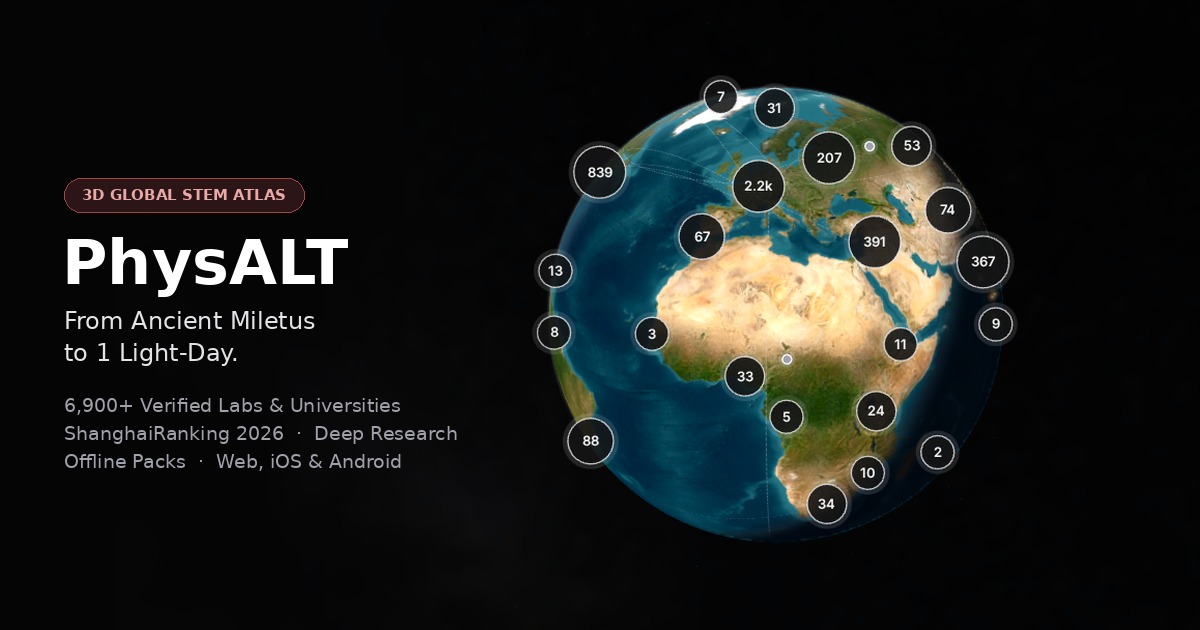 3D GLOBAL STEM ATLAS
PhysALT
From Ancient Miletus
to 1 Light-Day.
6,900+ Verified Labs & Universities
ShanghaiRanking 2026 · Deep Research
Offline Packs · Web, iOS & Android
7
31
53
207
839
2.2k
74
67
391
367
13
9
8
3
11
33
24
5
88
2
10
34